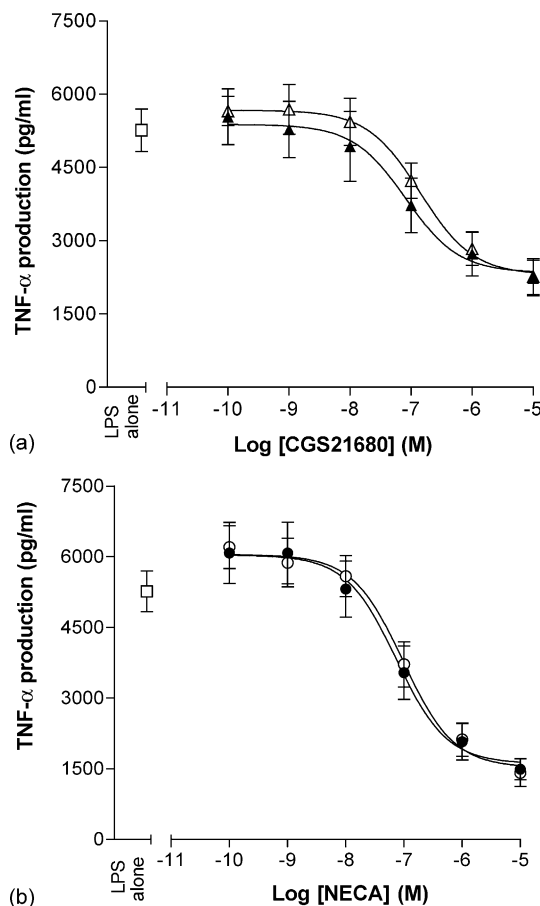 7500
6000
4500
3000
1500
0
TNF-α production (pg/ml)
LPS
alone
-11 -10 -9 -8 -7 -6 -5
Log [CGS21680] (M)
(a)
7500
6000
4500
3000
1500
0
TNF-α production (pg/ml)
LPS
alone
-11 -10 -9 -8 -7 -6 -5
Log [NECA] (M)
(b)